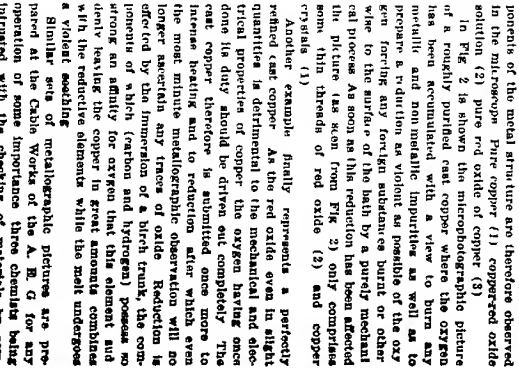 ponents of the metal structure are therefore observed
in the microscope Pure copper (1) copper-red oxide
solution (2) pure red oxide of copper (3)
In Fig 2 is shown the microphotographic picture
of a roughly purified cast copper where the oxygen
has been accumulated with a view to burn any
metallic and non metallic impurities as well as to
prepare a reduction as violent as possible of the oxy
gen forcing any foreign substances burnt or other
wise to the surface of the bath by a purely mechani
cal process As soon as this reduction has been affected
the picture (as seen from Fig 2) only comprises
some thin threads of red oxide (2) and copper
crystals (1)
Another example finally represents a perfectly
refined cast copper As the red oxide even in slight
quantities is detrimental to the mechanical and elec-
trical properties of copper the oxygen having once
done its duty should be driven out completely The
cast copper therefore is submitted once more to
intense heating and to reduction after which even
the most minute metallographic observation will no
longer ascertain any traces of oxide Reduction is
effected by the immersion of a birch trunk, the com-
ponents of which (carbon and hydrogen) possess so
strong an affinity for oxygen that this element sud
denly leaving the copper in great amounts combines
with the reductive elements while the melt undergoes
a violent seething
Similar sets of metallographic pictures are pre-
pared at the Cable Works of the A. E G for any
operation of some importance three chemists being
intrusted with the checking of materials